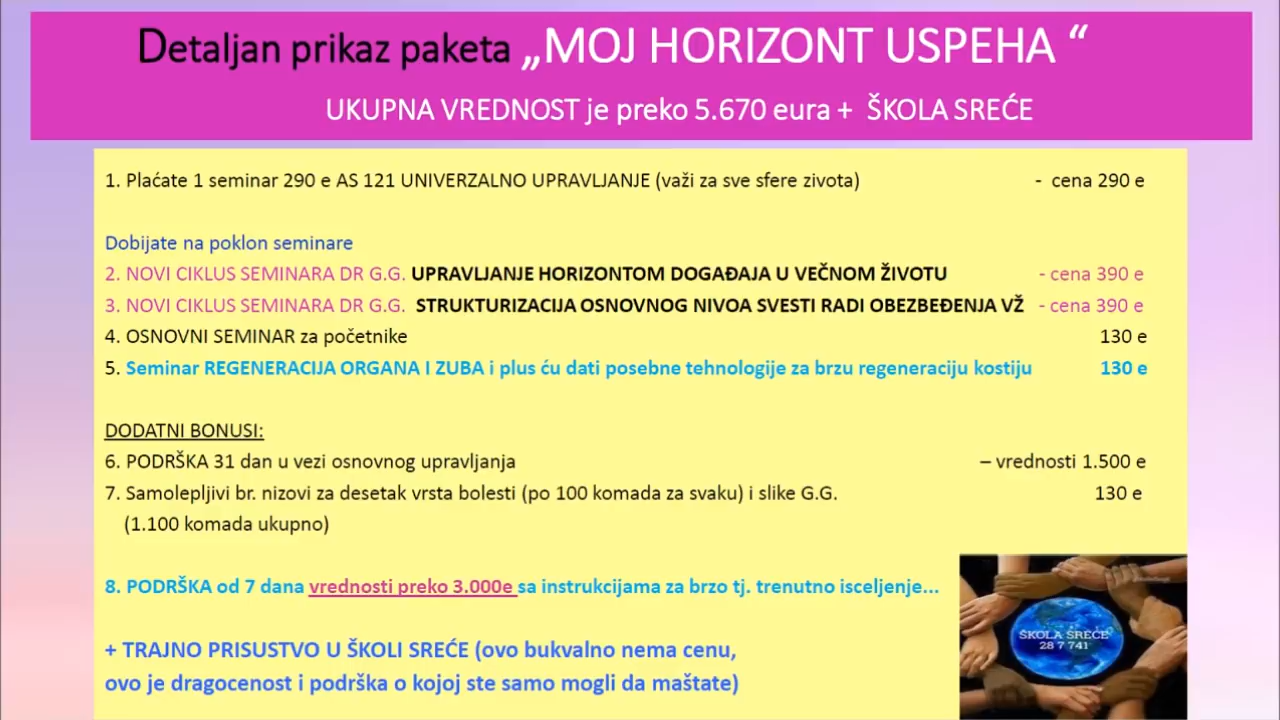 Detaljan prikaz paketa „MOJ HORIZONT USPEHA “
UKUPNA VREDNOST je preko 5.670 eura + ŠKOLA SREĆE
1. Plaćate 1 seminar 290 e AS 121 UNIVERZALNO UPRAVLJANJE (važi za sve sfere zivota) - cena 290 e
Dobijate na poklon seminare
2. NOVI CIKLUS SEMINARA DR G.G. UPRAVLJANJE HORIZONTOM DOGAĐAJA U VEČNOM ŽIVOTU - cena 390 e
3. NOVI CIKLUS SEMINARA DR G.G. STRUKTURIZACIJA OSNOVNOG NIVOA SVESTI RADI OBEZBEĐENJA VŽ - cena 390 e
4. OSNOVNI SEMINAR za početnike 130 e
5. Seminar REGENERACIJA ORGANA I ZUBA i plus ću dati posebne tehnologije za brzu regeneraciju kostiju 130 e
DODATNI BONUSI:
6. PODRŠKA 31 dan u vezi osnovnog upravljanja – vrednosti 1.500 e
7. Samolepljivi br. nizovi za desetak vrsta bolesti (po 100 komada za svaku) i slike G.G. 130 e
(1.100 komada ukupno)
8. PODRŠKA od 7 dana vrednosti preko 3.000e sa instrukcijama za brzo tj. trenutno isceljenje...
+ TRAJNO PRISUSTVO U ŠKOLI SREĆE (ovo bukvalno nema cenu,
ovo je dragocenost i podrška o kojoj ste samo mogli da maštate)
ŠKOLA SREĆE
28 7 741